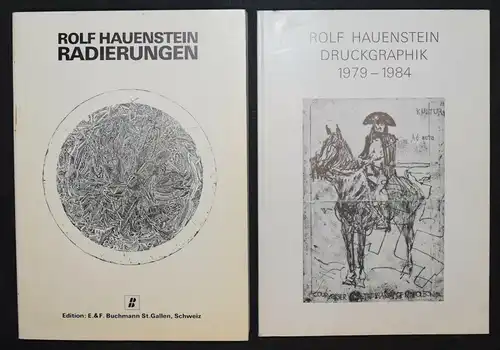 ROLF HAUENSTEIN
RADIERUNGEN
B
Edition: E.&F. Buchmann St.Gallen, Schweiz
ROLF HAUENSTEIN
DRUCKGRAPHIK
1979 – 1984